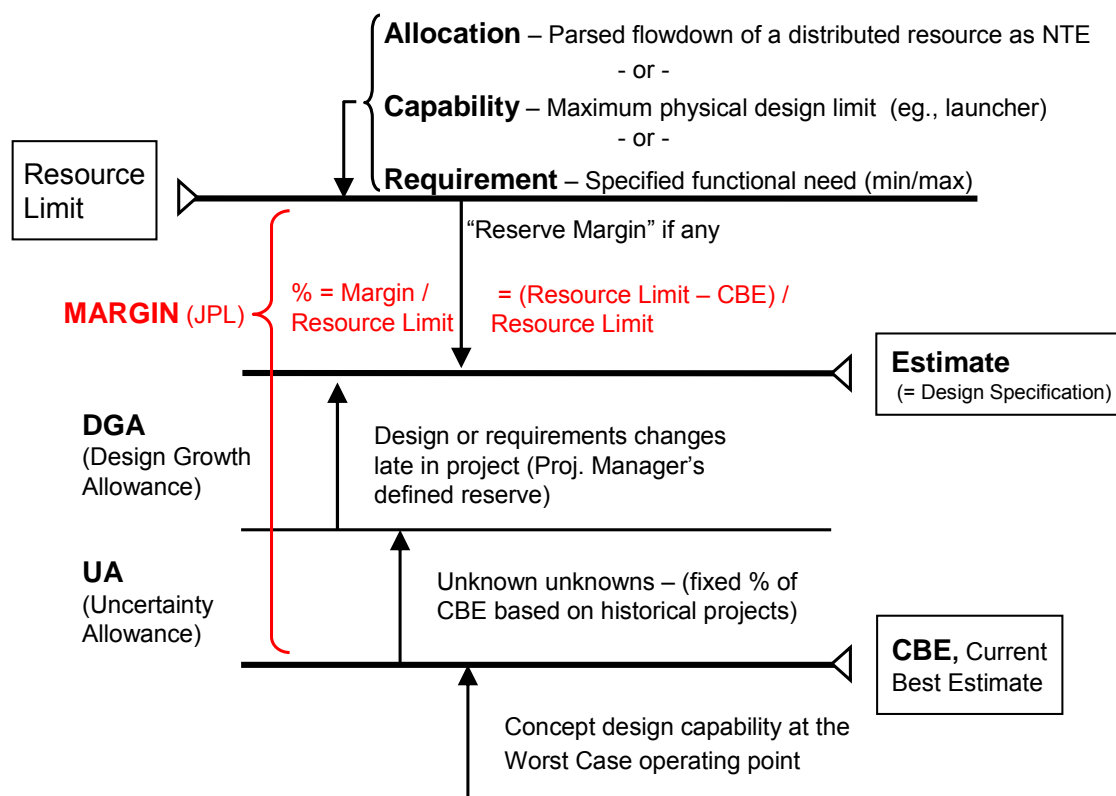 Allocation – Parsed flowdown of a distributed resource as NTE
- or -
Capability – Maximum physical design limit (eg., launcher)
- or -
Requirement – Specified functional need (min/max)
Resource
Limit
“Reserve Margin” if any
MARGIN (JPL)
% = Margin /
Resource Limit
= (Resource Limit – CBE) /
Resource Limit
Estimate
(= Design Specification)
DGA
(Design Growth
Allowance)
Design or requirements changes
late in project (Proj. Manager’s
defined reserve)
UA
(Uncertainty
Allowance)
Unknown unknowns – (fixed % of
CBE based on historical projects)
CBE, Current
Best Estimate
Concept design capability at the
Worst Case operating point